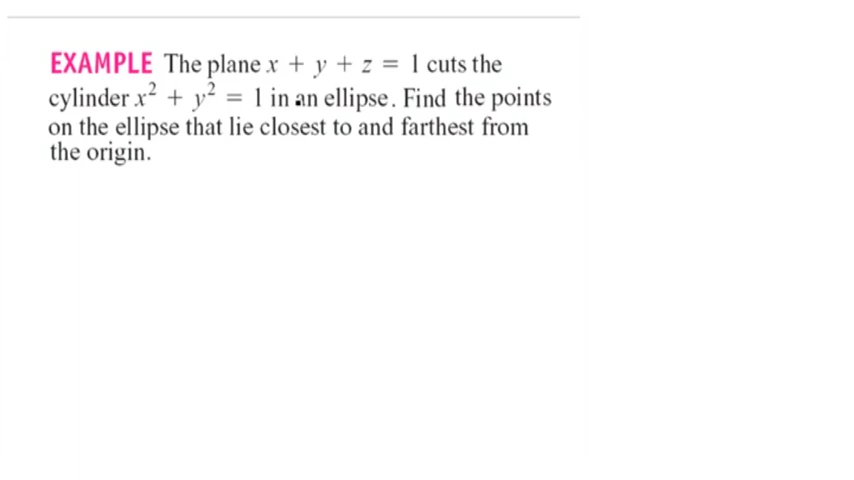 EXAMPLE The plane x + y + z = 1 cuts the
cylinder x² + y² = 1 in an ellipse. Find the points
on the ellipse that lie closest to and farthest from
the origin.